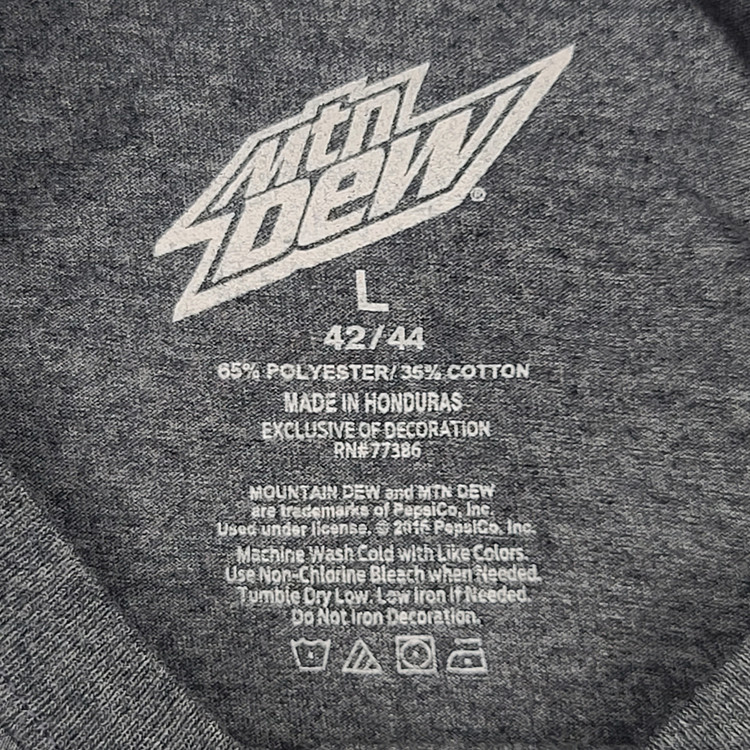 Mtn
DEW®
L
42/44
65% POLYESTER/35% COTTON
MADE IN HONDURAS
EXCLUSIVE OF DECORATION
RN#77386
MOUNTAIN DEW and MTN DEW
are trademarks of PepsiCo, Inc.
Used under license. © 2016 PepsiCo, Inc.
Machine Wash Cold with Like Colors.
Use Non-Chlorine Bleach when Needed.
Tumble Dry Low. Low Iron if Needed.
Do Not Iron Decoration.